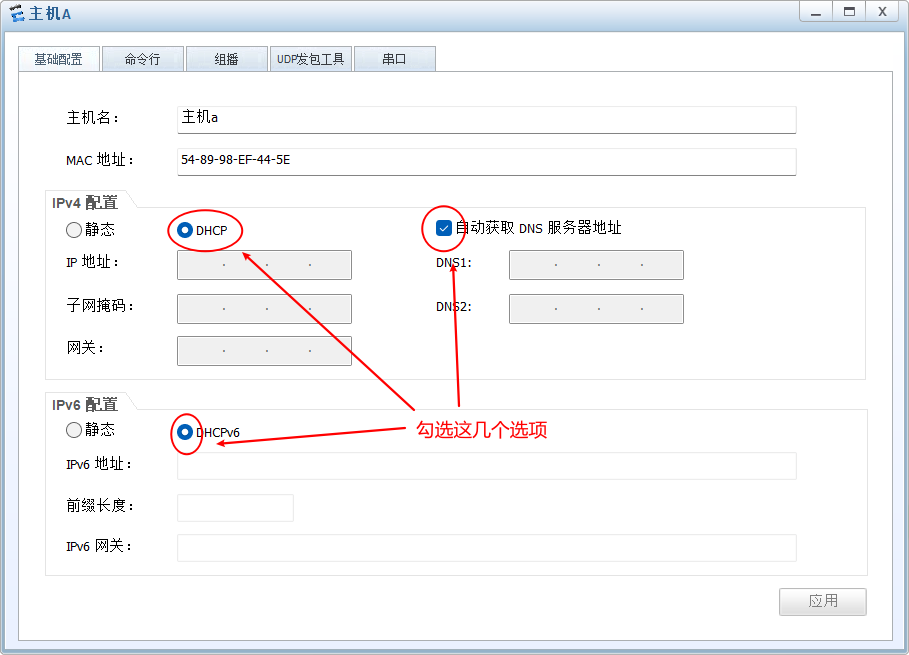 主机A
基础配置 命令行 组播 UDP发包工具 串口
主机名： 主机a
MAC 地址： 54-89-98-EF-44-5E
IPv4 配置
静态 DHCP 自动获取 DNS 服务器地址
IP 地址： DNS1:
子网掩码： DNS2:
网关：
IPv6 配置
静态 DHCPv6
勾选这几个选项
IPv6 地址：
前缀长度：
IPv6 网关：
应用